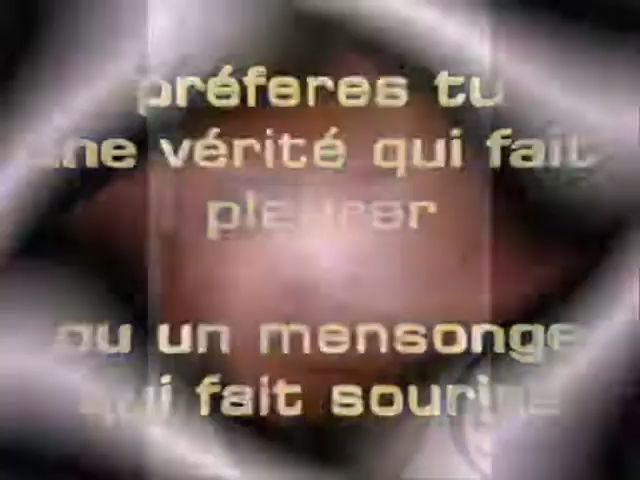 préferes tu
une vérité qui fait
pleurer
ou un mensonge
qui fait sourire